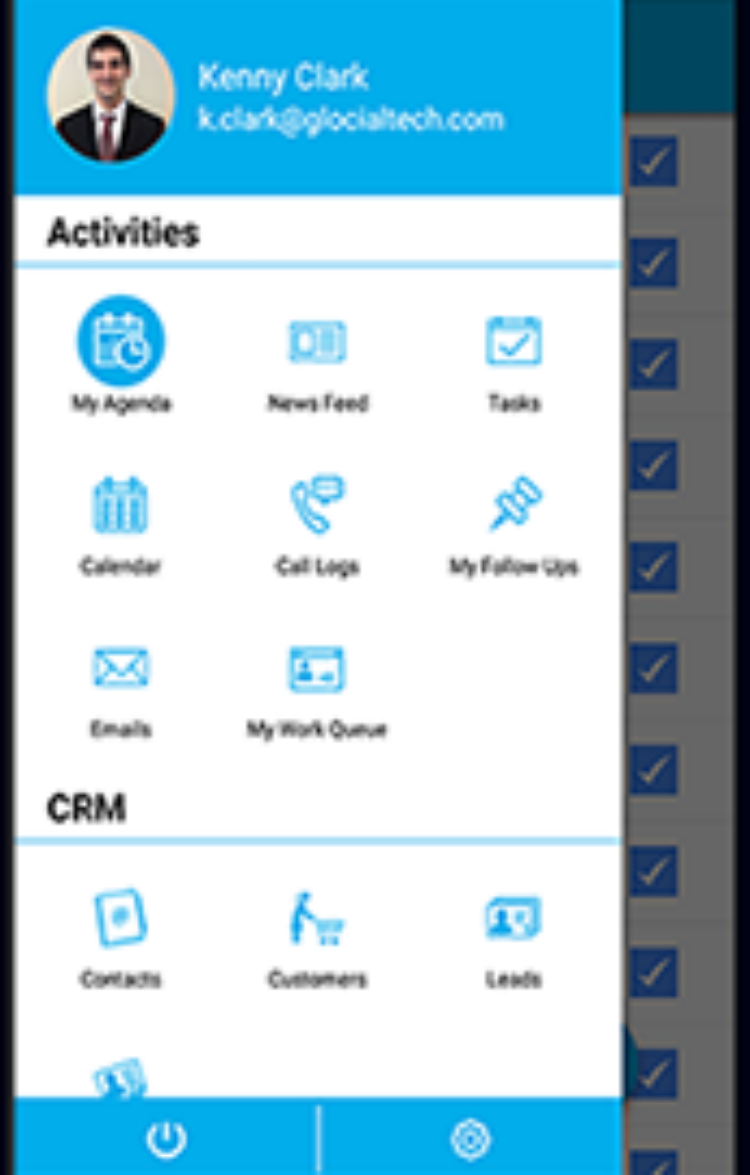 Kenny Clark
k.clark@glocialtech.com
Activities
My Agenda News Feed Tasks
Calendar Call Logs My Follow Ups
Emails My Work Queue
CRM
Contacts Customers Leads